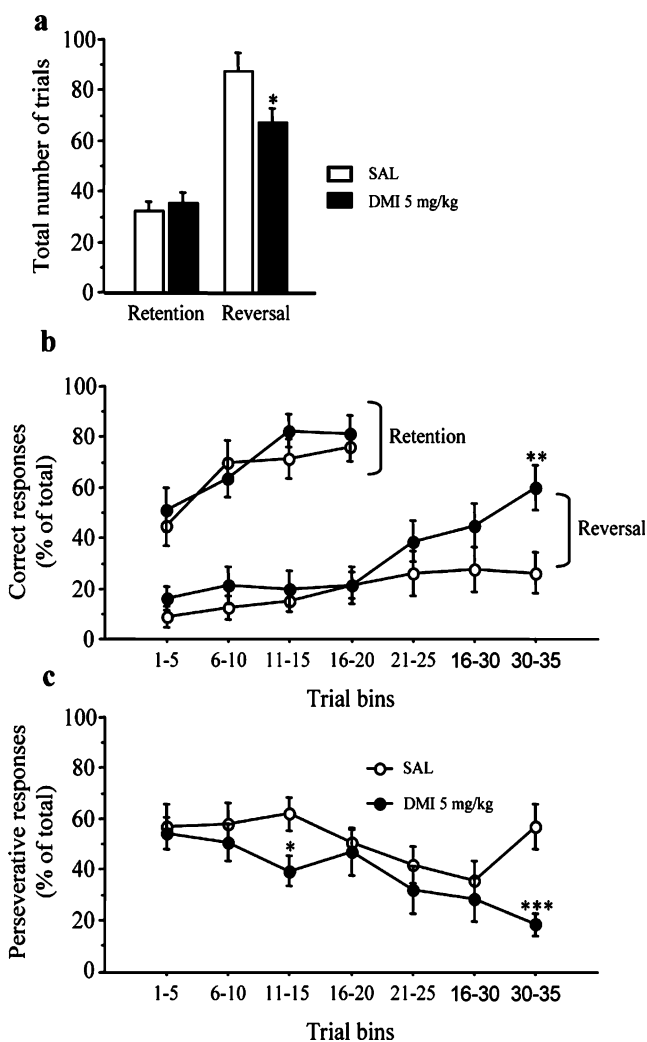 a
100
80
60
40
20
0
Total number of trials
*
SAL
DMI 5 mg/kg
Retention
Reversal
b
100
80
60
40
20
0
Correct responses
(% of total)
Retention
**
Reversal
1-5
6-10
11-15
16-20
21-25
16-30
30-35
Trial bins
c
100
80
60
40
20
0
Perseverative responses
(% of total)
SAL
DMI 5 mg/kg
*
***
1-5
6-10
11-15
16-20
21-25
16-30
30-35
Trial bins